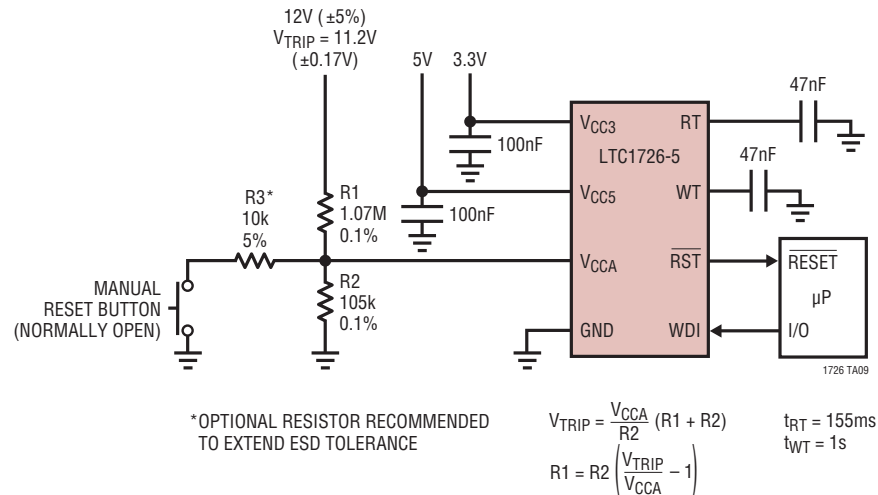 12V (±5%)
VTRIP = 11.2V
(±0.17V)
5V
3.3V
47nF
VCC3
RT
100nF
LTC1726-5
47nF
R3*
10k
5%
R1
1.07M
0.1%
VCC5
WT
100nF
VCCA
RST
RESET
MANUAL
RESET BUTTON
(NORMALLY OPEN)
R2
105k
0.1%
µP
GND
WDI
I/O
1726 TA09
*OPTIONAL RESISTOR RECOMMENDED
TO EXTEND ESD TOLERANCE
VTRIP = VCCA/R2 (R1 + R2)
R1 = R2 (VTRIP/VCCA – 1)
tRT = 155ms
tWT = 1s